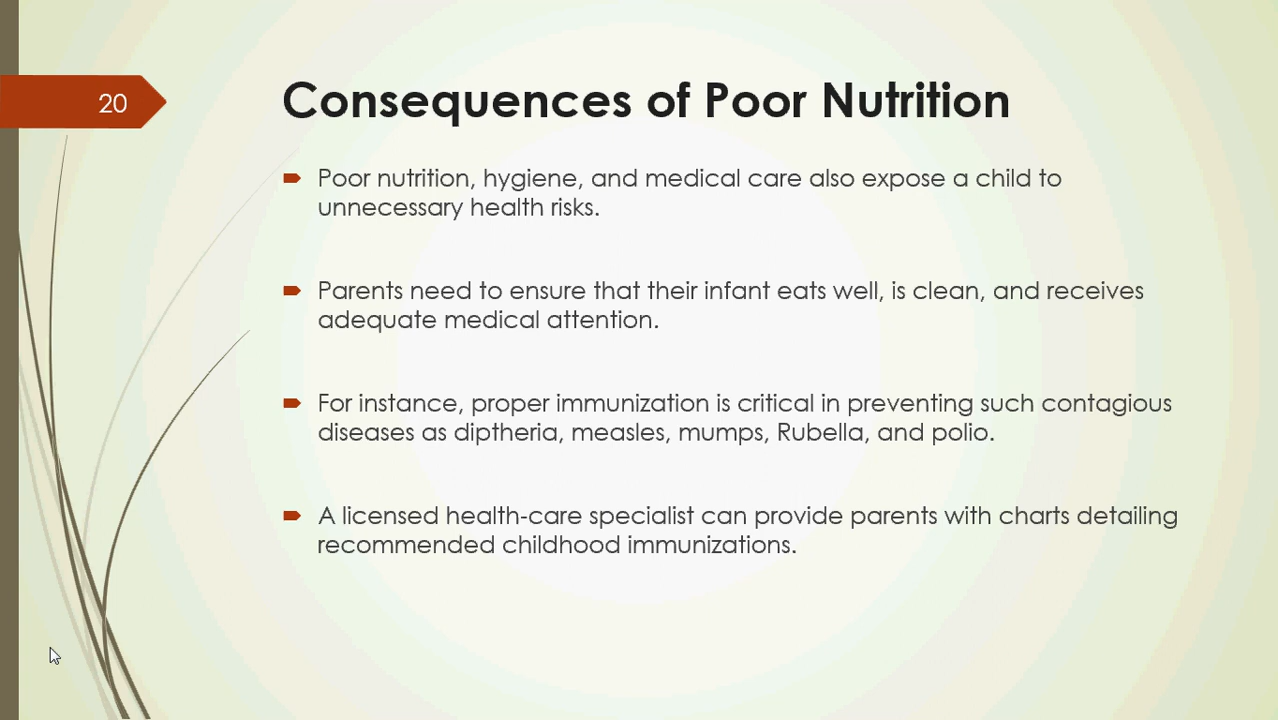 20
Consequences of Poor Nutrition
Poor nutrition, hygiene, and medical care also expose a child to
unnecessary health risks.
Parents need to ensure that their infant eats well, is clean, and receives
adequate medical attention.
For instance, proper immunization is critical in preventing such contagious
diseases as diptheria, measles, mumps, Rubella, and polio.
A licensed health-care specialist can provide parents with charts detailing
recommended childhood immunizations.